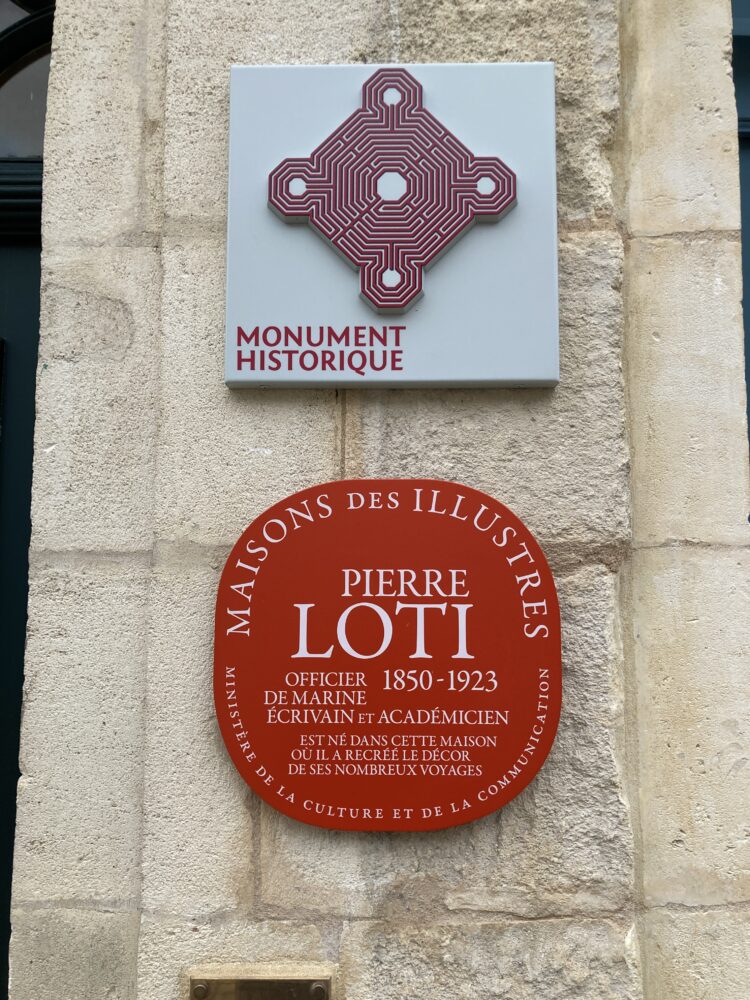 MONUMENT
HISTORIQUE
MAISONS DES ILLUSTRES
PIERRE
LOTI
OFFICIER 1850-1923
DE MARINE
ÉCRIVAIN ET ACADÉMICIEN
EST NÉ DANS CETTE MAISON
OÙ IL A RECRÉÉ LE DÉCOR
DE SES NOMBREUX VOYAGES
MINISTÈRE DE LA CULTURE ET DE LA COMMUNICATION